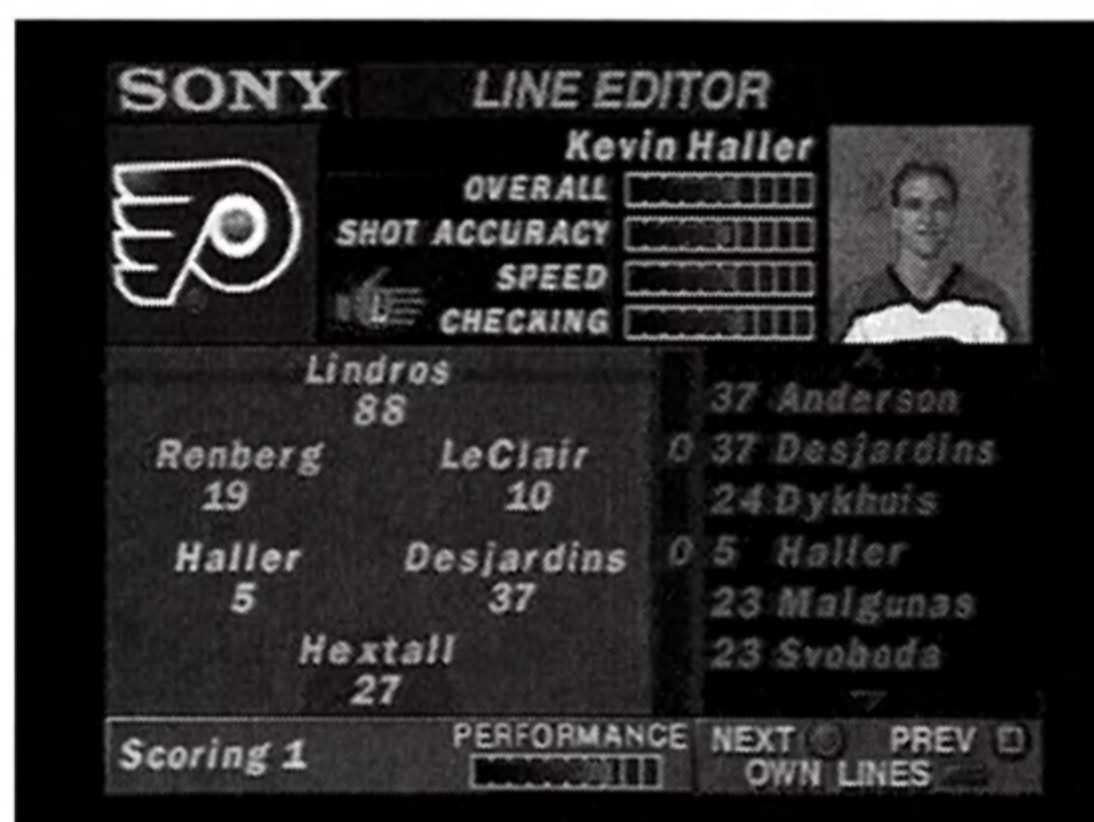 SONY LINE EDITOR
Kevin Haller
OVERALL
SHOT ACCURACY
SPEED
L
CHECKING
Lindros
88
Renberg LeClair
19 10
Haller Desjardins
5 37
Hextall
27
37 Anderson
0 37 Desjardins
24 Dykhuis
0 5 Haller
23 Malgunas
23 Svoboda
Scoring 1
PERFORMANCE
NEXT PREV
OWN LINES